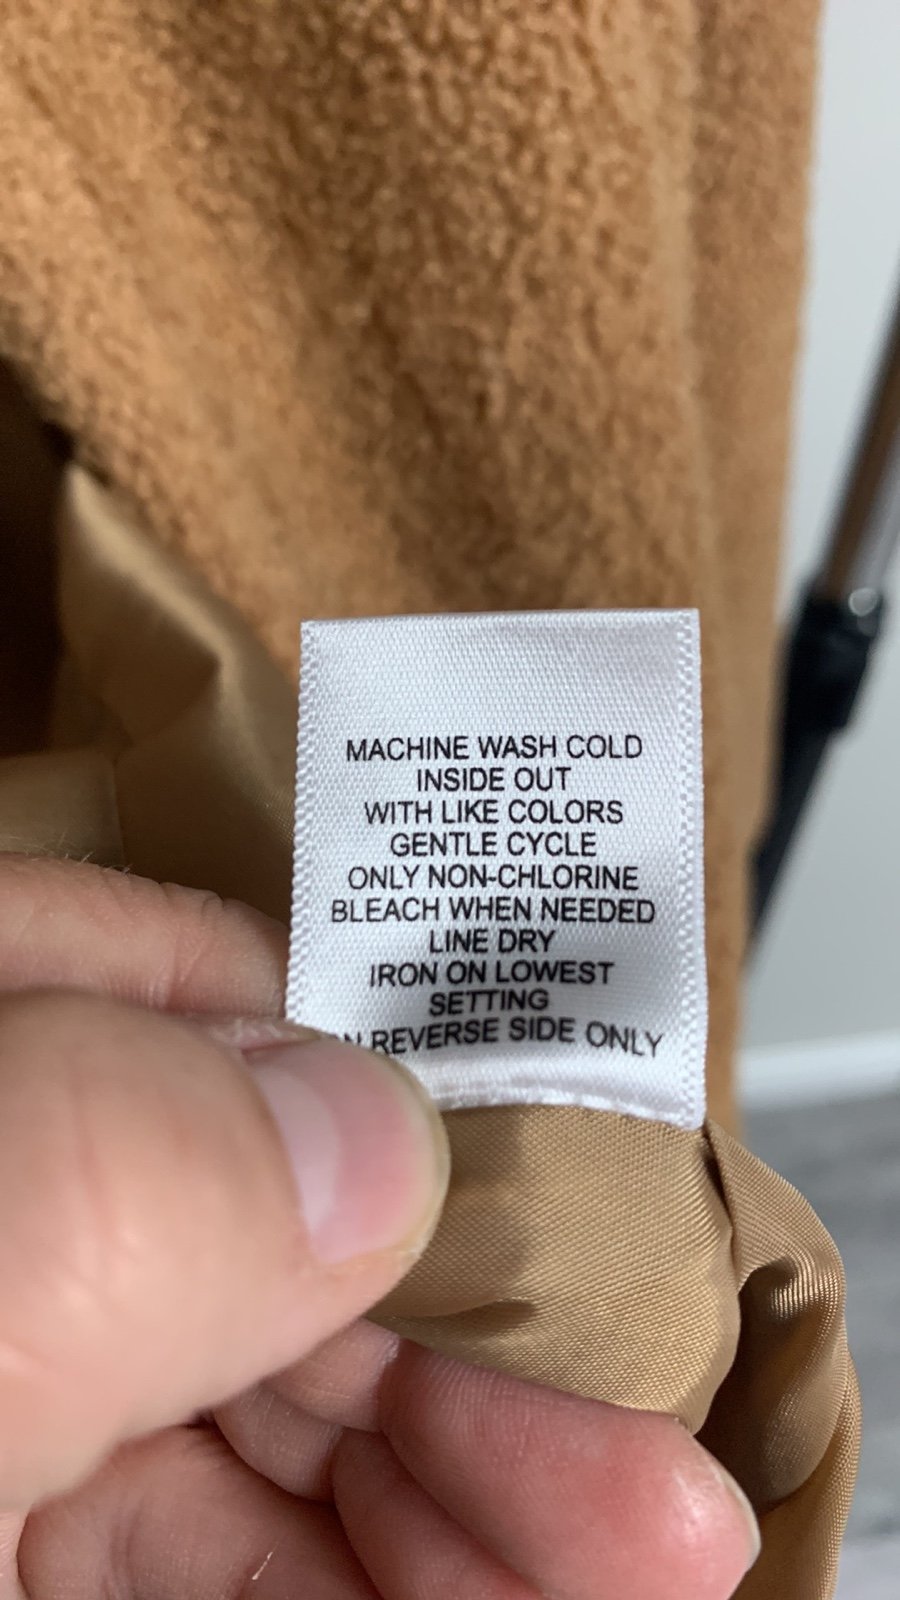 MACHINE WASH COLD
INSIDE OUT
WITH LIKE COLORS
GENTLE CYCLE
ONLY NON-CHLORINE
BLEACH WHEN NEEDED
LINE DRY
IRON ON LOWEST
SETTING
REVERSE SIDE ONLY